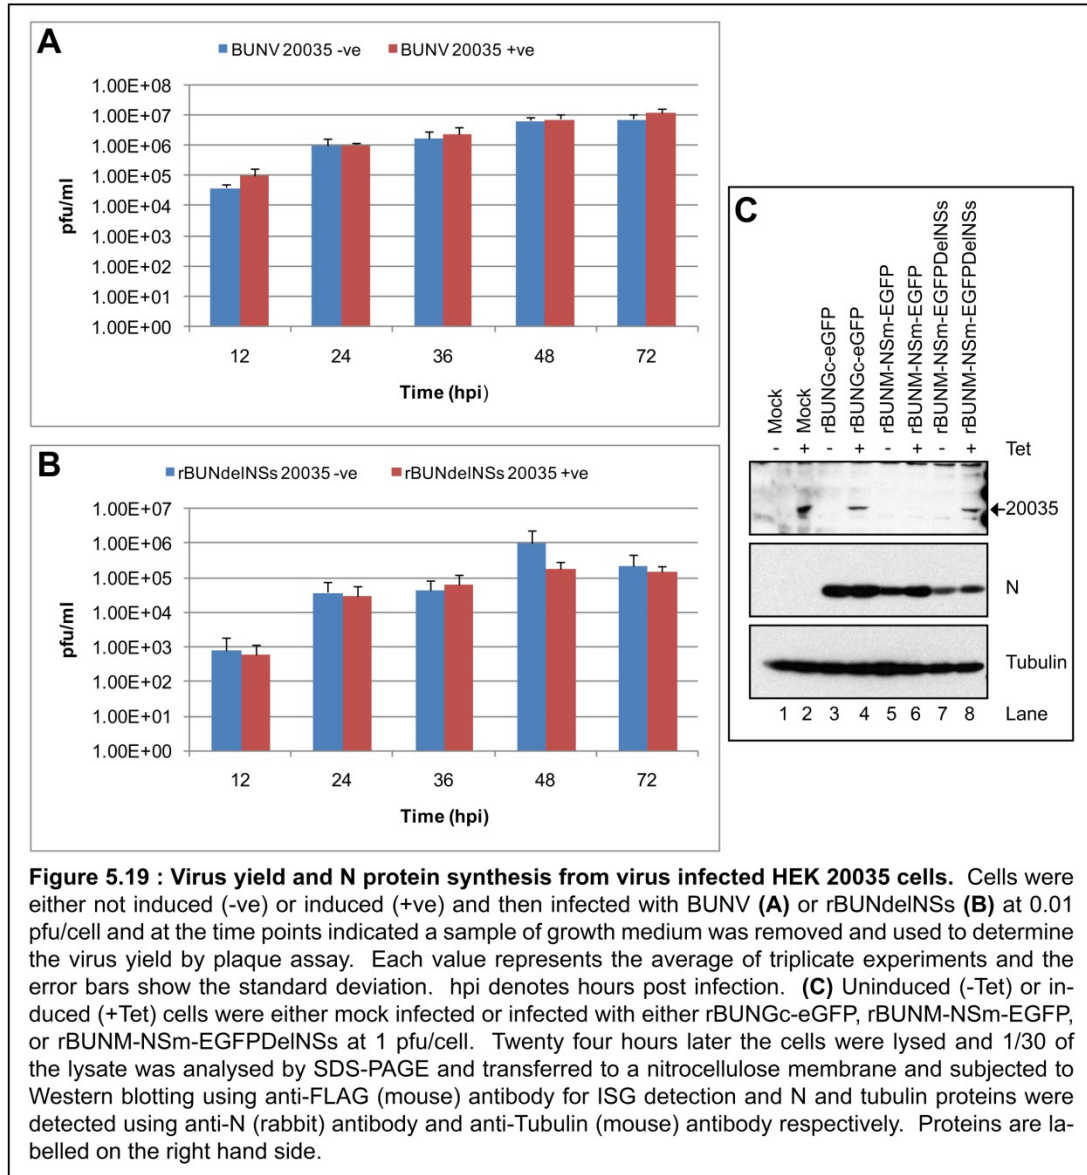 A
BUNV 20035 -ve BUNV 20035 +ve
1.00E+08
1.00E+07
1.00E+06
1.00E+05
1.00E+04
1.00E+03
1.00E+02
1.00E+01
1.00E+00
pfu/ml
12 24 36 48 72
Time (hpi)
B
rBUNdelNSs 20035 -ve rBUNdelNSs 20035 +ve
1.00E+07
1.00E+06
1.00E+05
1.00E+04
1.00E+03
1.00E+02
1.00E+01
1.00E+00
pfu/ml
12 24 36 48 72
Time (hpi)
C
Mock
Mock
rBUNGc-eGFP
rBUNGc-eGFP
rBUNM-NSm-EGFP
rBUNM-NSm-EGFP
rBUNM-NSm-EGFPDelNSs
rBUNM-NSm-EGFPDelNSs
- + - + - + - + Tet
20035
N
Tubulin
1 2 3 4 5 6 7 8 Lane
Figure 5.19 : Virus yield and N protein synthesis from virus infected HEK 20035 cells. Cells were
either not induced (-ve) or induced (+ve) and then infected with BUNV (A) or rBUNdelNSs (B) at 0.01
pfu/cell and at the time points indicated a sample of growth medium was removed and used to determine
the virus yield by plaque assay. Each value represents the average of triplicate experiments and the
error bars show the standard deviation. hpi denotes hours post infection. (C) Uninduced (-Tet) or in-
duced (+Tet) cells were either mock infected or infected with either rBUNGc-eGFP, rBUNM-NSm-EGFP,
or rBUNM-NSm-EGFPDelNSs at 1 pfu/cell. Twenty four hours later the cells were lysed and 1/30 of
the lysate was analysed by SDS-PAGE and transferred to a nitrocellulose membrane and subjected to
Western blotting using anti-FLAG (mouse) antibody for ISG detection and N and tubulin proteins were
detected using anti-N (rabbit) antibody and anti-Tubulin (mouse) antibody respectively. Proteins are la-
belled on the right hand side.